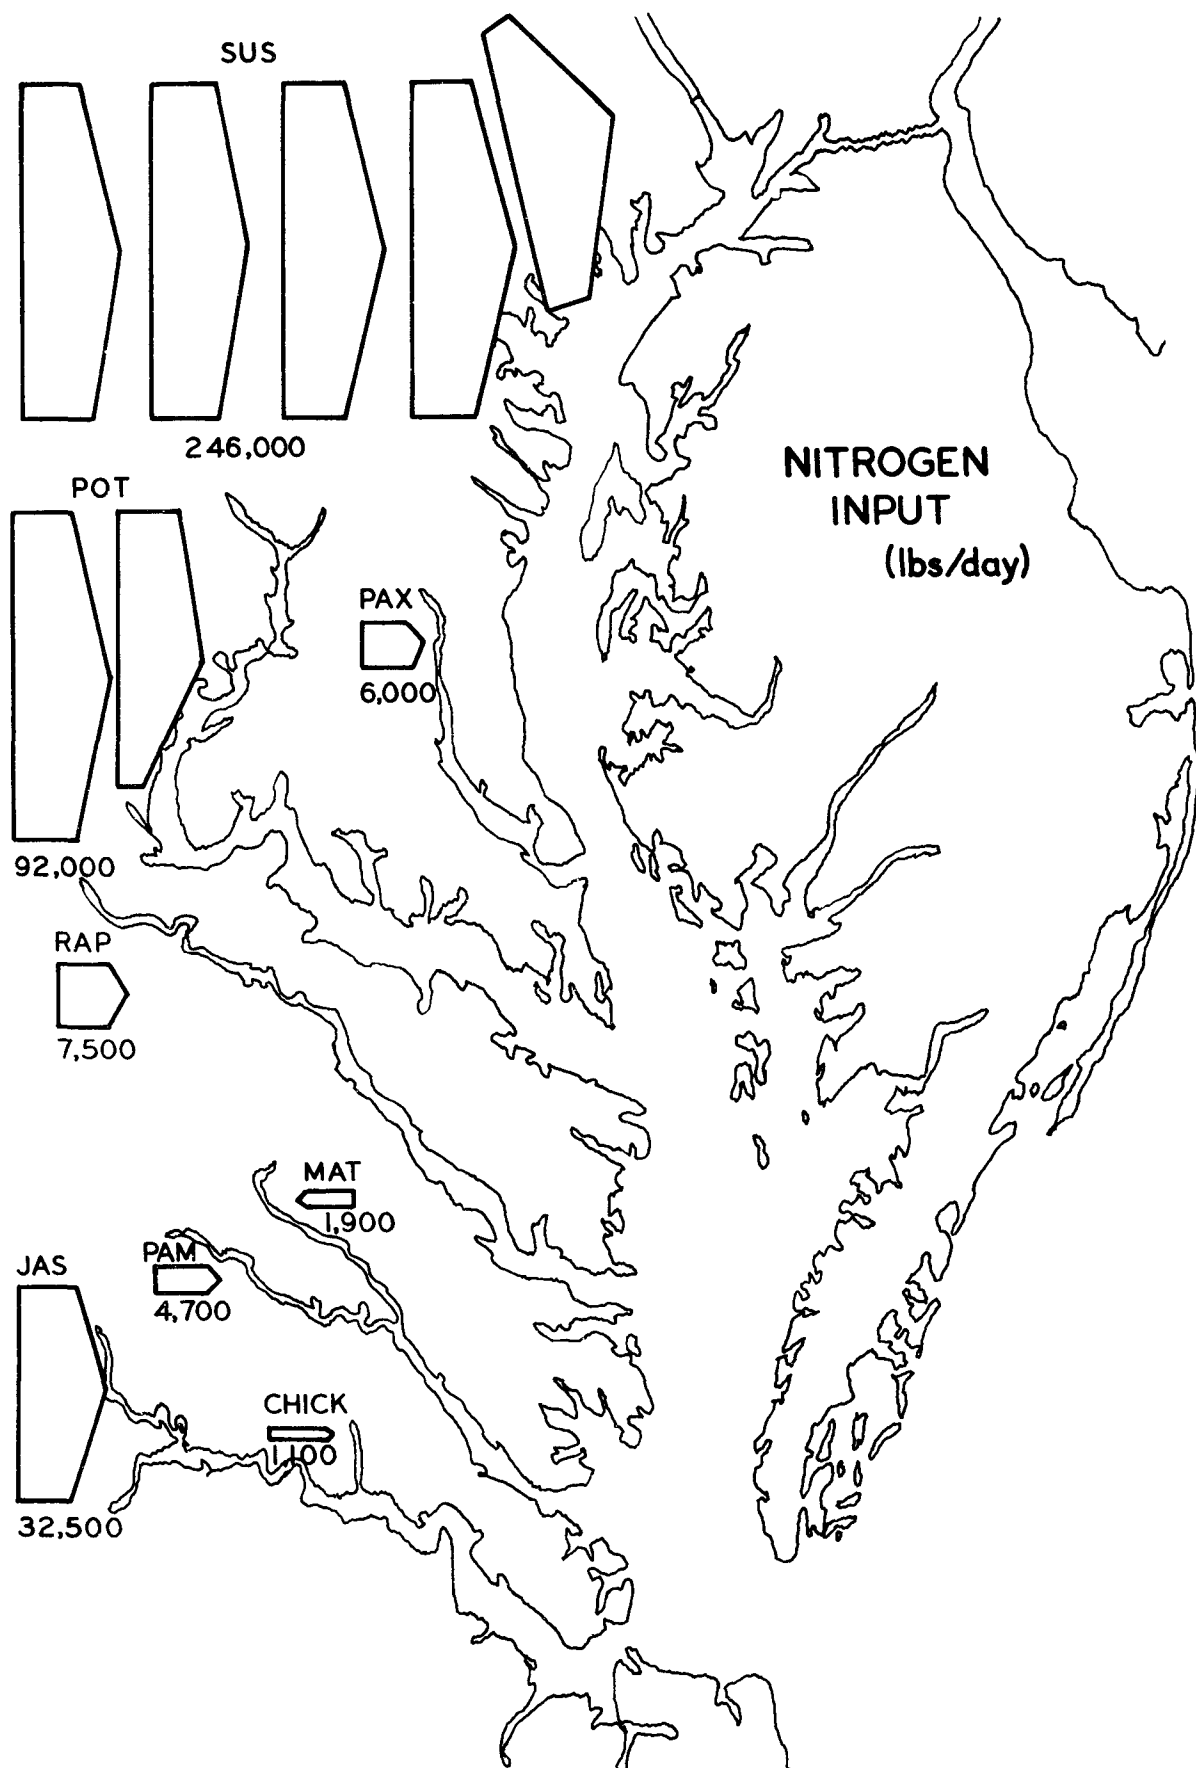 SUS
246,000
NITROGEN
INPUT
(lbs/day)
POT
92,000
PAX
6,000
RAP
7,500
MAT
1,900
PAM
4,700
JAS
32,500
CHICK
1,100